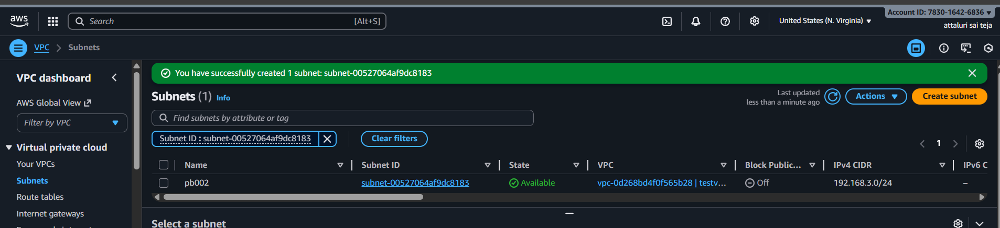 aws
Search [Alt+S]
United States (N. Virginia)
Account ID: 7830-1642-6836
attaluri sai teja
VPC > Subnets
VPC dashboard
AWS Global View
Filter by VPC
Virtual private cloud
Your VPCs
Subnets
Route tables
Internet gateways
You have successfully created 1 subnet: subnet-00527064af9dc8183
Subnets (1) Info
Last updated
less than a minute ago
Actions
Create subnet
Find subnets by attribute or tag
Subnet ID : subnet-00527064af9dc8183
Clear filters
1
Name Subnet ID State VPC Block Public... IPv4 CIDR IPv6 C
pb002 subnet-00527064af9dc8183 Available vpc-0d268bd4f0f565b28 | testv... Off 192.168.3.0/24 –
Select a subnet